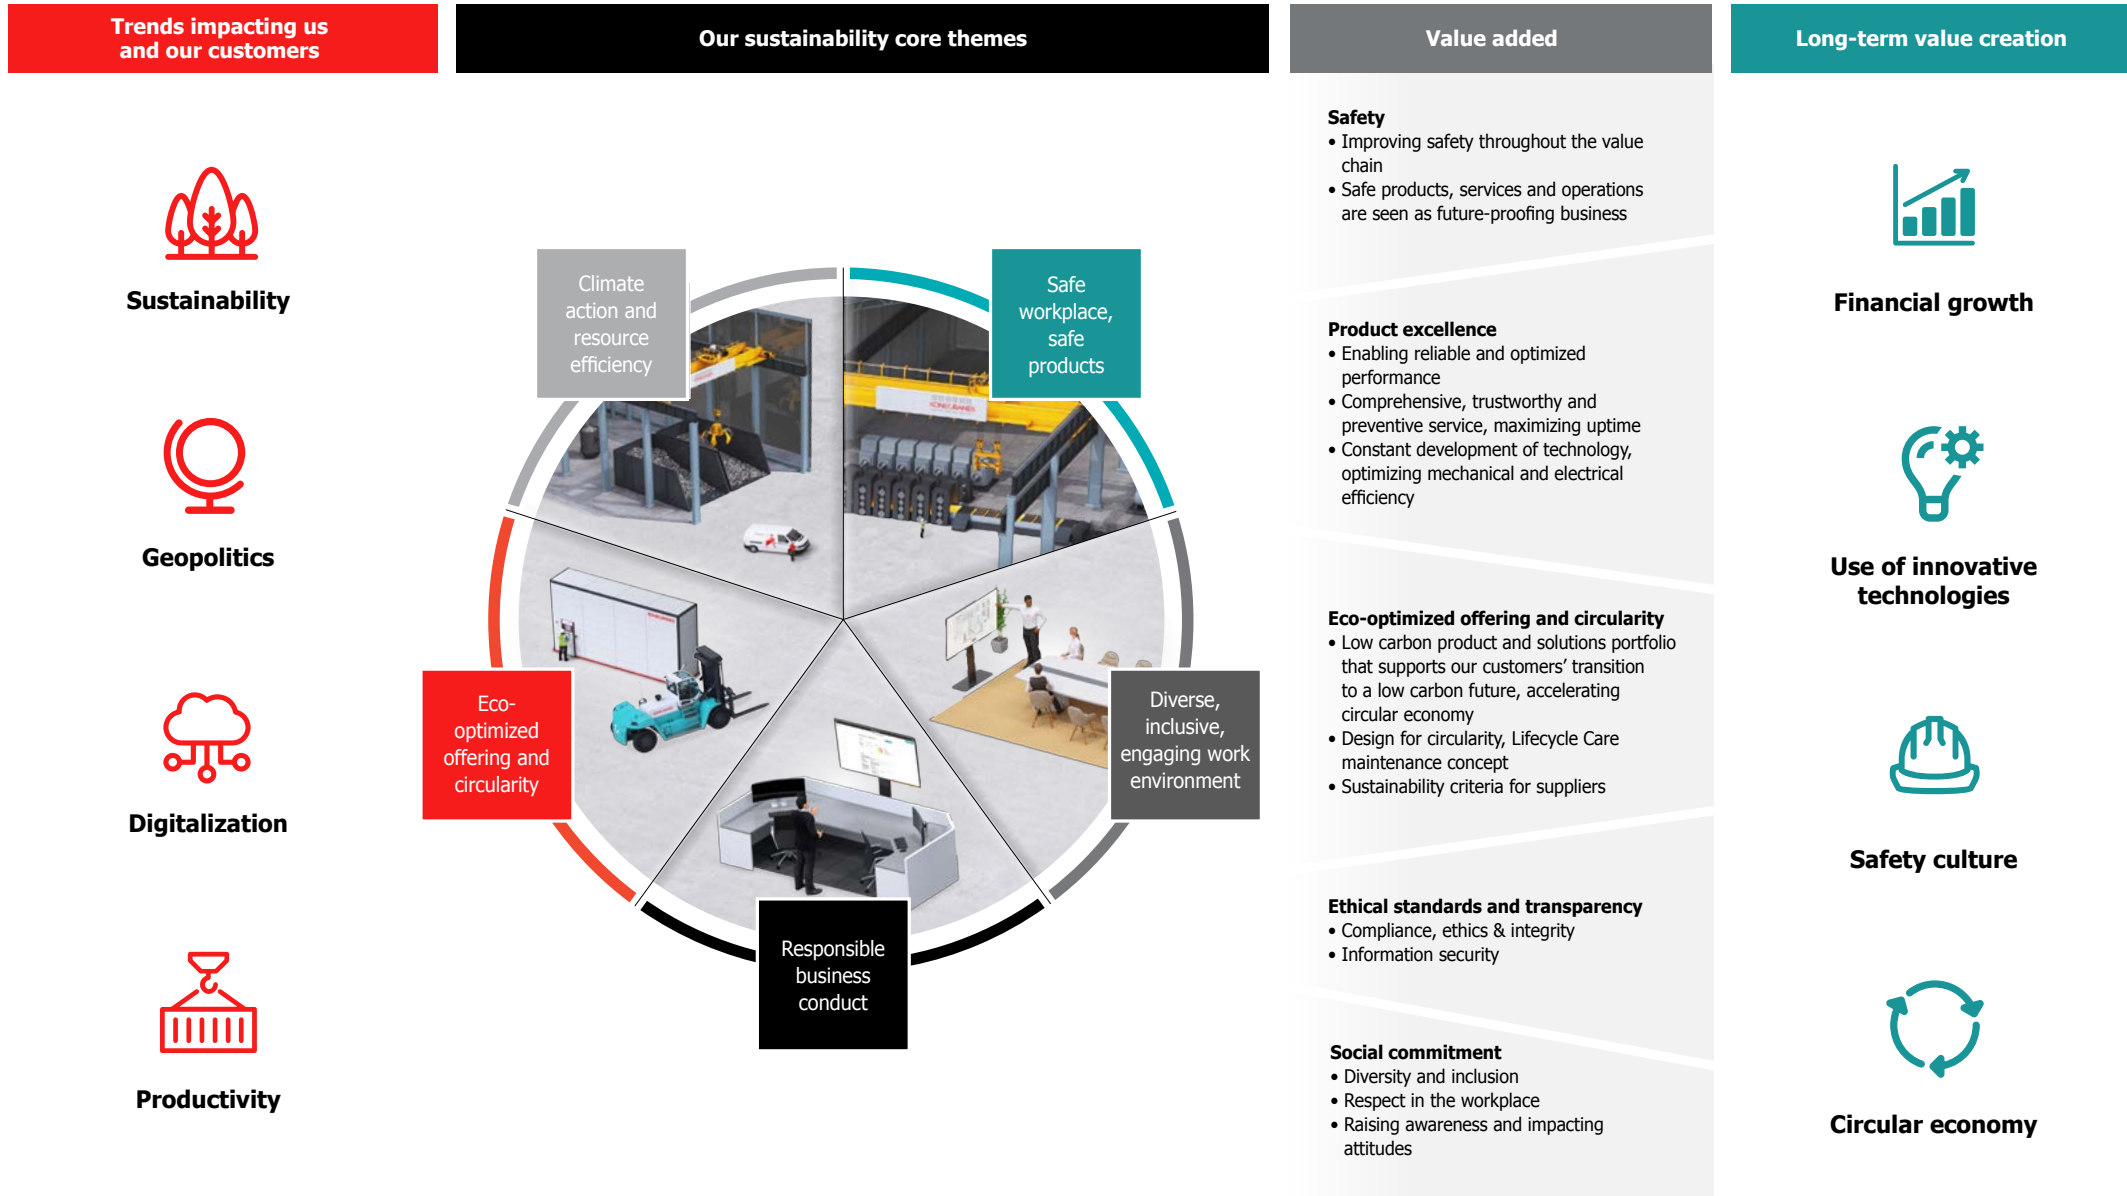 Trends impacting us
and our customers
Sustainability
Geopolitics
Digitalization
Productivity
Our sustainability core themes
Climate
action and
resource
efficiency
Safe
workplace,
safe
products
KONECRANES
Eco-
optimized
offering and
circularity
Diverse,
inclusive,
engaging work
environment
Responsible
business
conduct
Value added
Safety
• Improving safety throughout the value
chain
• Safe products, services and operations
are seen as future-proofing business
Product excellence
• Enabling reliable and optimized
performance
• Comprehensive, trustworthy and
preventive service, maximizing uptime
• Constant development of technology,
optimizing mechanical and electrical
efficiency
Eco-optimized offering and circularity
• Low carbon product and solutions portfolio
that supports our customers’ transition
to a low carbon future, accelerating
circular economy
• Design for circularity, Lifecycle Care
maintenance concept
• Sustainability criteria for suppliers
Ethical standards and transparency
• Compliance, ethics & integrity
• Information security
Social commitment
• Diversity and inclusion
• Respect in the workplace
• Raising awareness and impacting
attitudes
Long-term value creation
Financial growth
Use of innovative
technologies
Safety culture
Circular economy